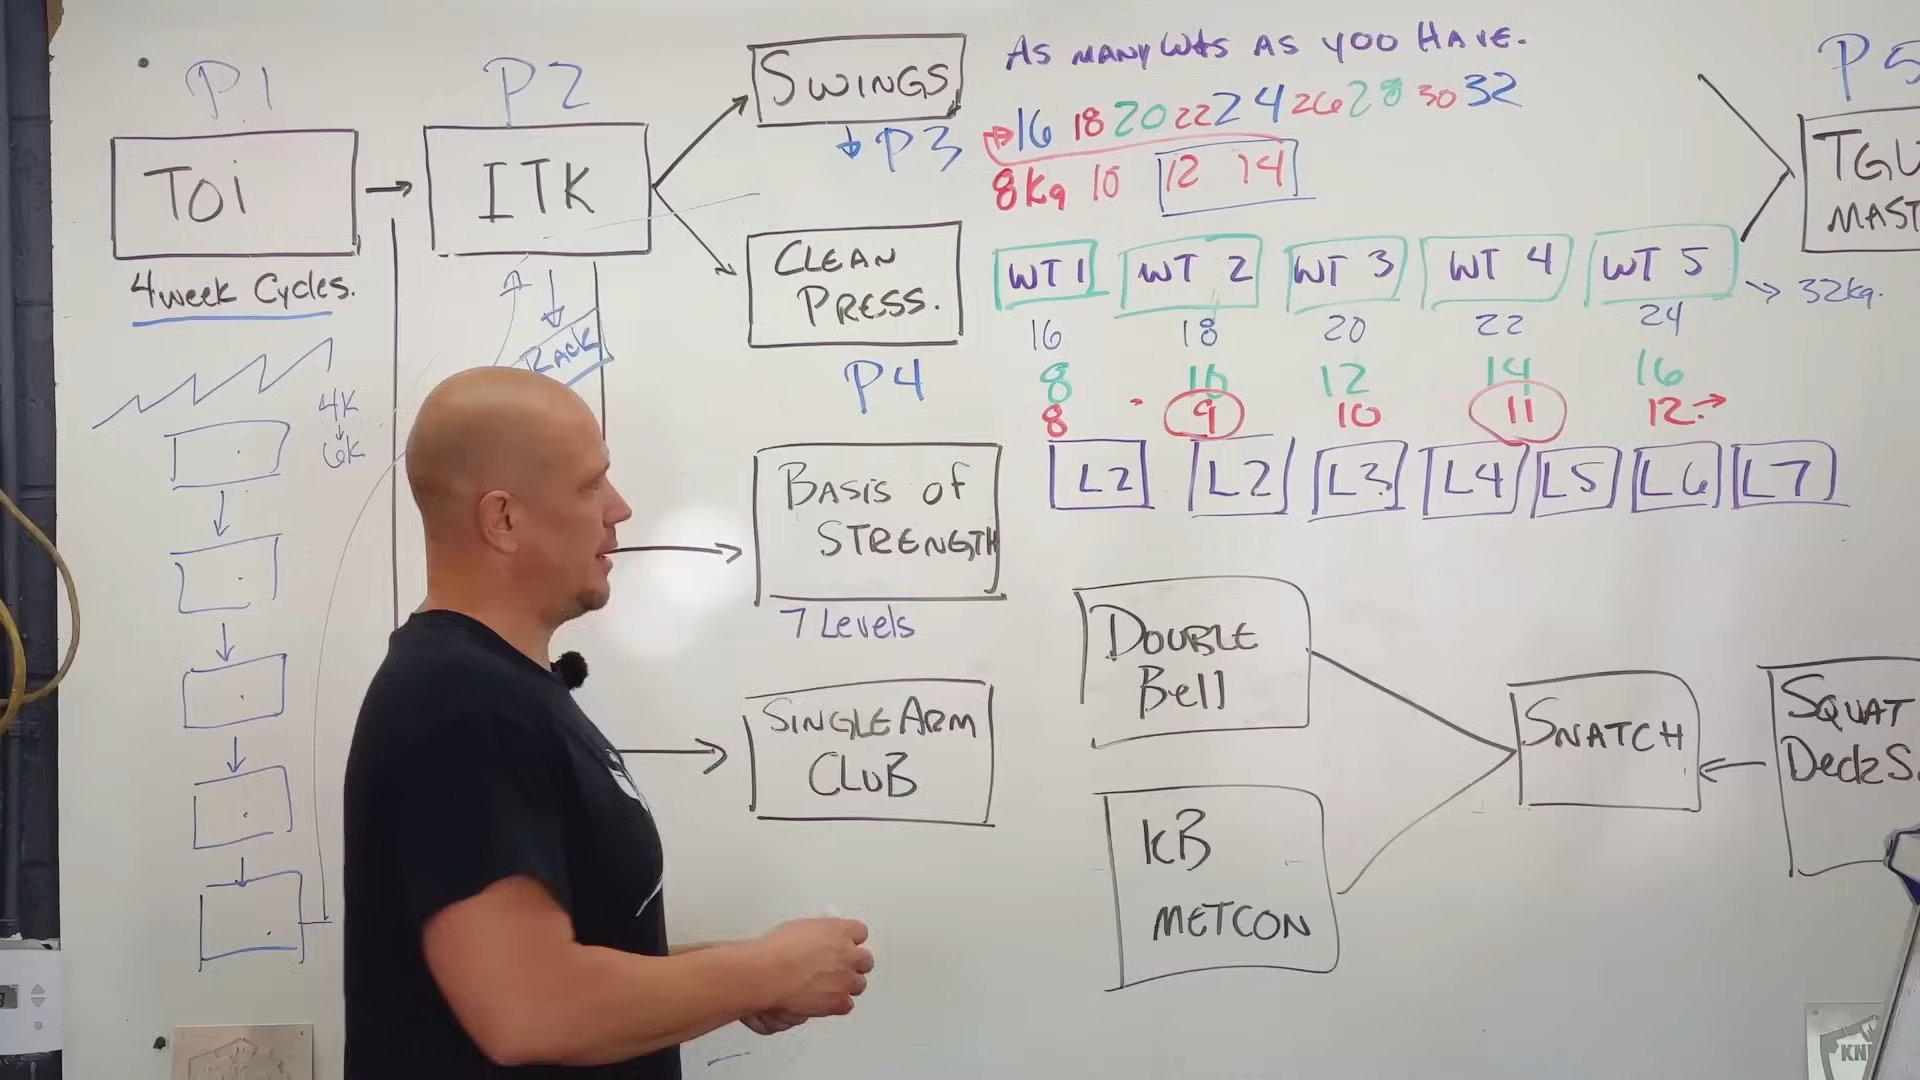 P1
TOi
4 week Cycles.
4K
6K
P2
ITK
RACK
SWINGS
P3
CLEAN
PRESS.
P4
BASIS OF
STRENGTH
7 Levels
SINGLE ARM
CLUB
AS MANY WTS AS YOU HAVE.
16 18 20 22 24 26 28 30 32
8Kg 10 12 14
WT 1 WT 2 WT 3 WT 4 WT 5
32kg.
16 18 20 22 24
8 10 12 14 16
8 9 10 11 12
L2 L2 L3 L4 L5 L6 L7
DOUBLE
Bell
KB
METCON
SNATCH
SQUAT
DeckS.
P5
TGU
MAST
KN